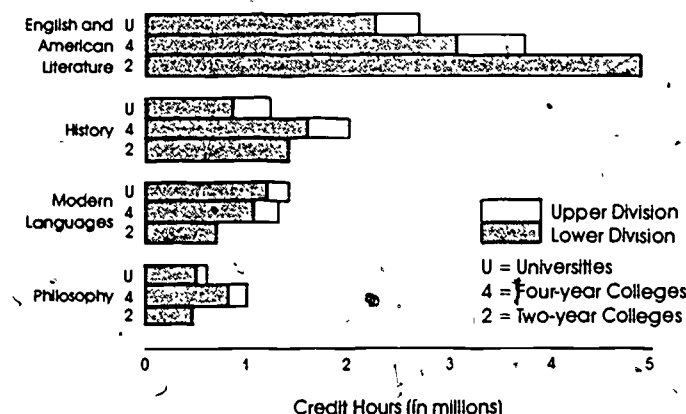 English and U
American 4
Literature 2
U
History 4
2
Modern U
Languages 4
2
U
Philosophy 4
2
Upper Division
Lower Division
U = Universities
4 = Four-year Colleges
2 = Two-year Colleges
0 1 2 3 4 5
Credit Hours (in millions)